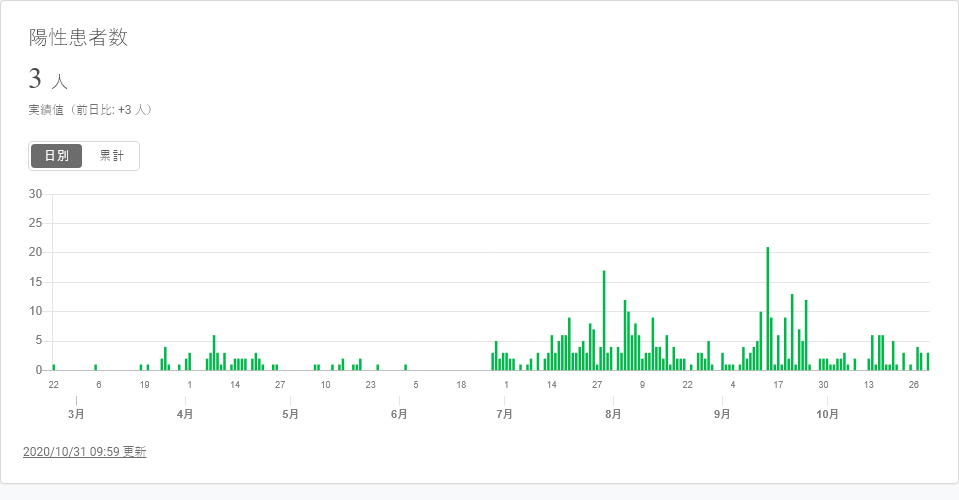 陽性患者数
3 人
実績値（前日比: +3 人）
日別 累計
30
25
20
15
10
5
0
22 6 19 1 14 27 10 23 5 18 1 14 27 9 22 4 17 30 13 26
3月 4月 5月 6月 7月 8月 9月 10月
2020/10/31 09:59 更新